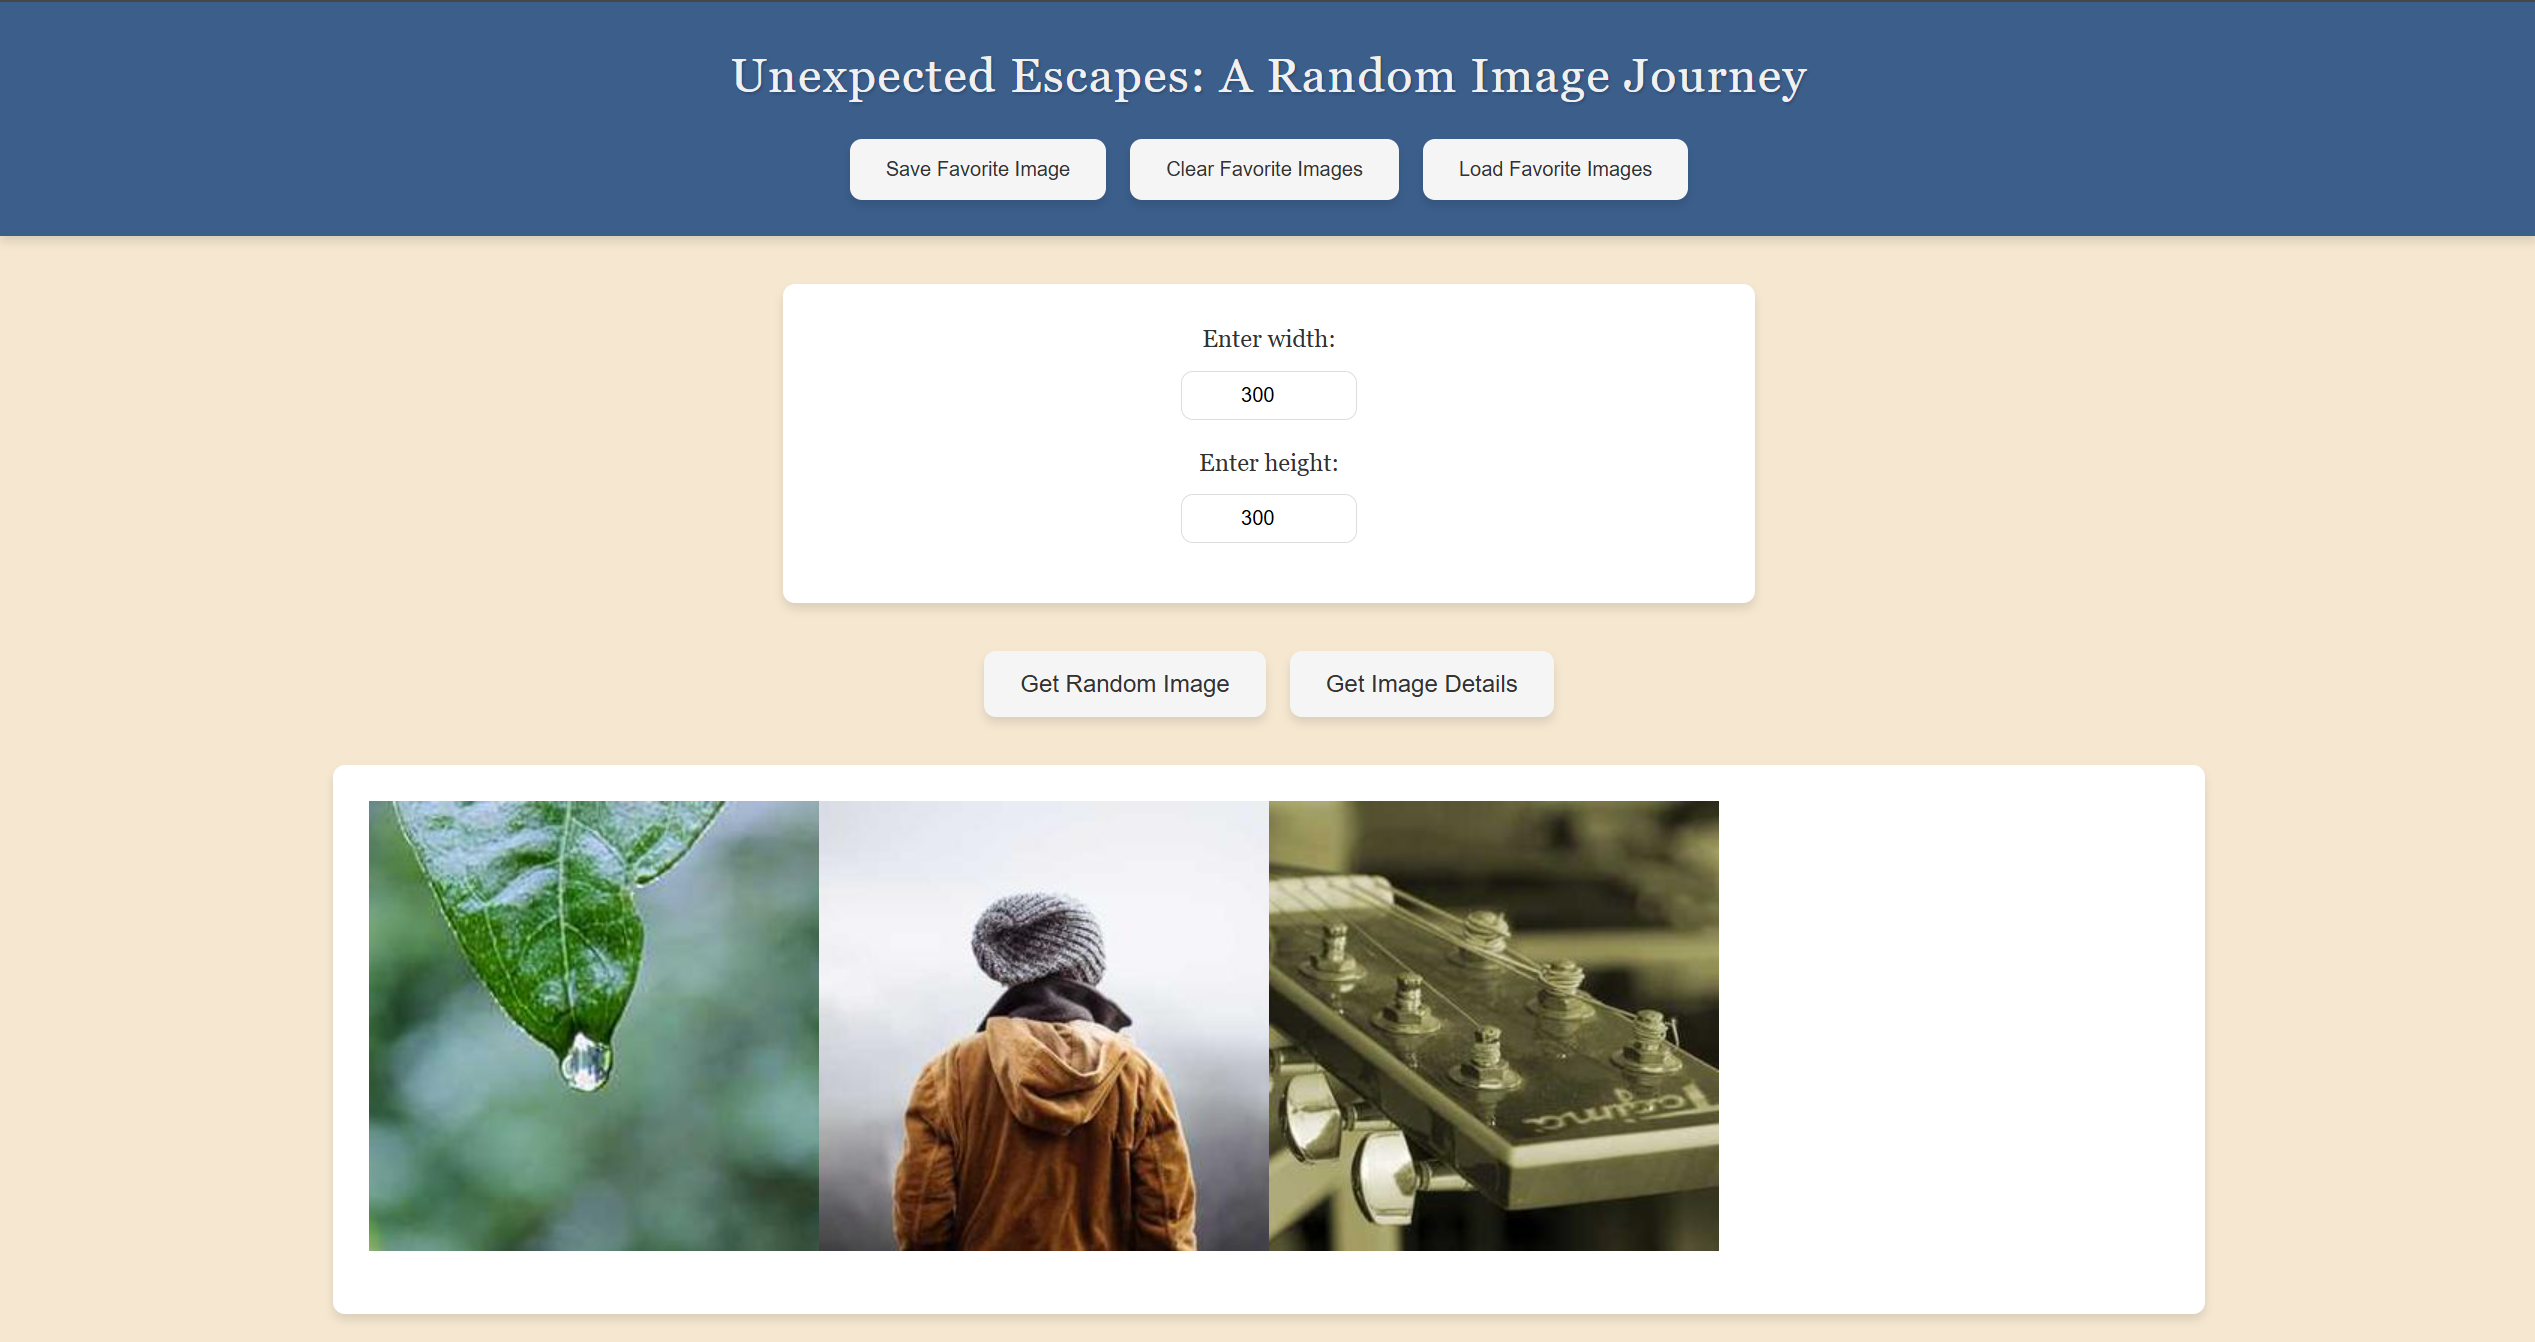 Unexpected Escapes: A Random Image Journey
Save Favorite Image
Clear Favorite Images
Load Favorite Images
Enter width:
300
Enter height:
300
Get Random Image
Get Image Details
Tagima